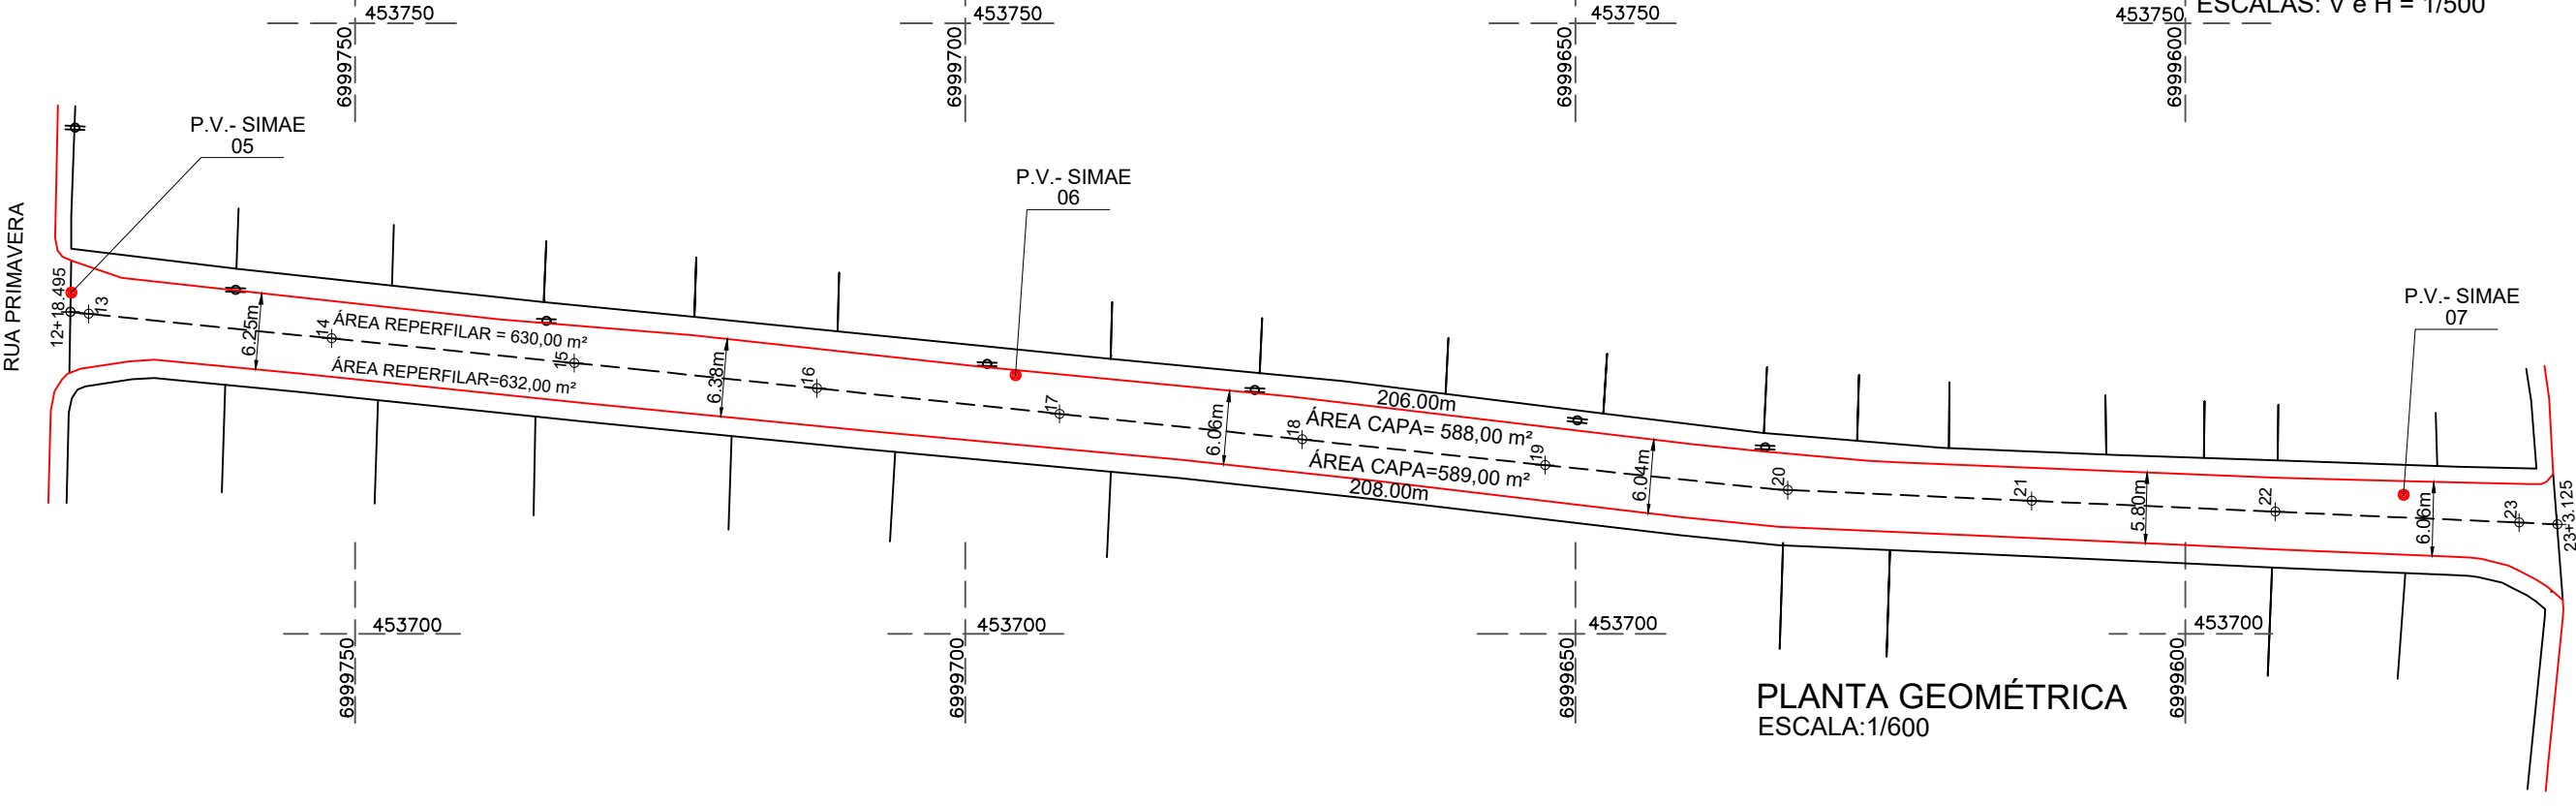 453750
453750
453750
453750
ESCALAS: V e H = 1/500
6999750
6999700
6999650
6999600
P.V.- SIMAE
05
P.V.- SIMAE
06
P.V.- SIMAE
07
RUA PRIMAVERA
12+18.495
13
6.25m
14
ÁREA REPERFILAR = 630,00 m²
ÁREA REPERFILAR=632,00 m²
15
6.38m
16
17
6.06m
18
206.00m
ÁREA CAPA= 588,00 m²
ÁREA CAPA=589,00 m²
208.00m
19
6.04m
20
21
5.80m
22
6.06m
23
23+3.125
453700
453700
453700
453700
6999750
6999700
6999650
6999600
PLANTA GEOMÉTRICA
ESCALA:1/600